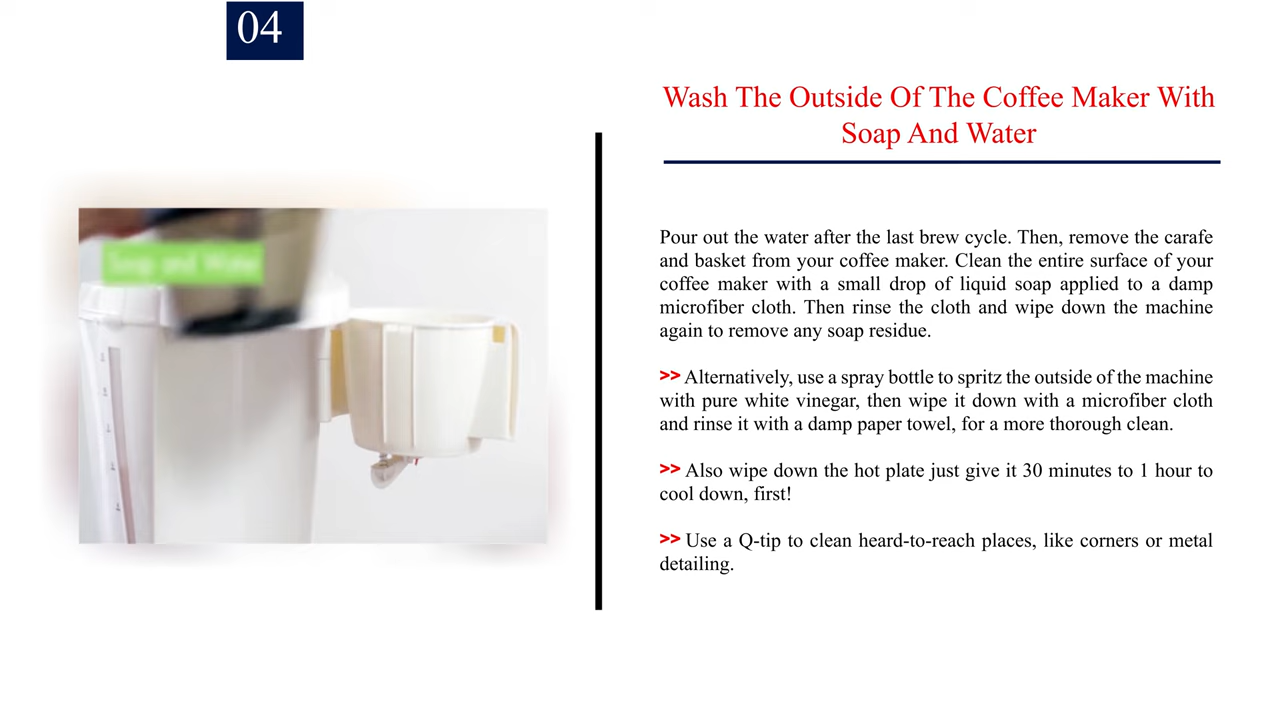 04
Wash The Outside Of The Coffee Maker With
Soap And Water
Soap and Water
Pour out the water after the last brew cycle. Then, remove the carafe
and basket from your coffee maker. Clean the entire surface of your
coffee maker with a small drop of liquid soap applied to a damp
microfiber cloth. Then rinse the cloth and wipe down the machine
again to remove any soap residue.
>> Alternatively, use a spray bottle to spritz the outside of the machine
with pure white vinegar, then wipe it down with a microfiber cloth
and rinse it with a damp paper towel, for a more thorough clean.
>> Also wipe down the hot plate just give it 30 minutes to 1 hour to
cool down, first!
>> Use a Q-tip to clean heard-to-reach places, like corners or metal
detailing.